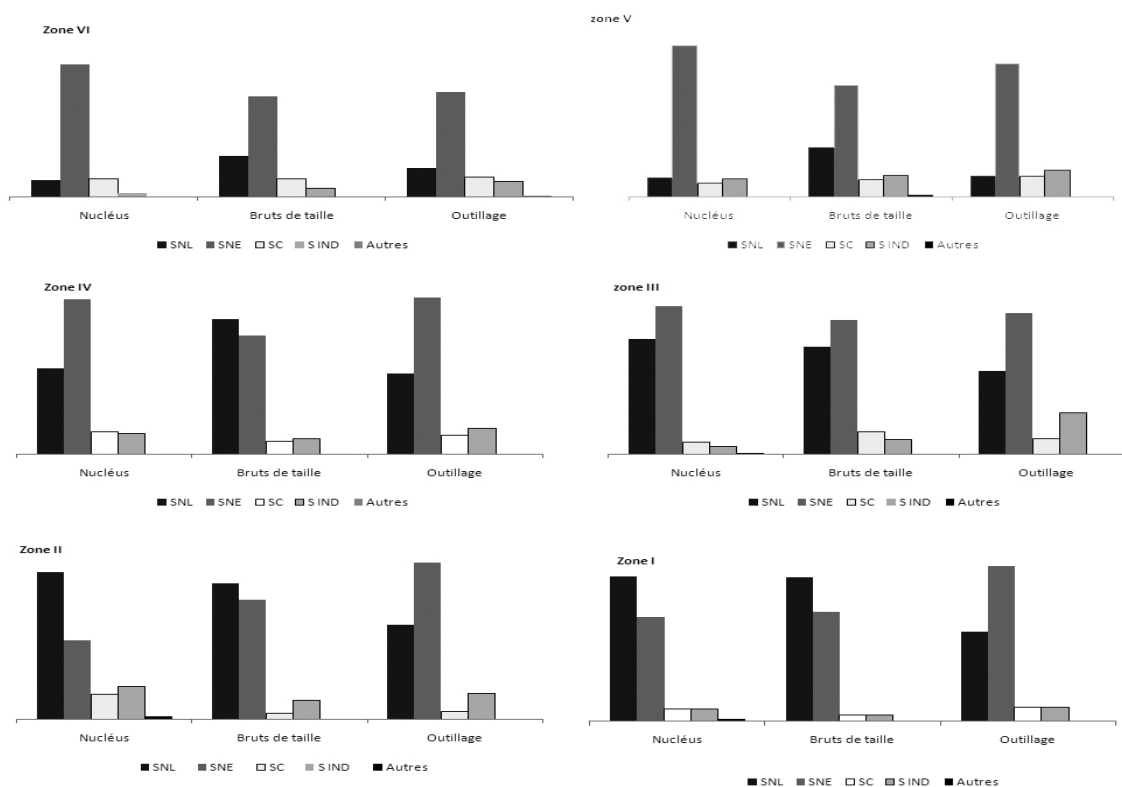 Zone VI
Nucléus Bruts de taille Outillage
SNL SNE SC S IND Autres
zone V
Nucléus Bruts de taille Outillage
SNL SNE SC S IND Autres
Zone IV
Nucléus Bruts de taille Outillage
SNL SNE SC S IND Autres
zone III
Nucléus Bruts de taille Outillage
SNL SNE SC S IND Autres
Zone II
Nucléus Bruts de taille Outillage
SNL SNE SC S IND Autres
Zone I
Nucléus Bruts de taille Outillage
SNL SNE SC S IND Autres